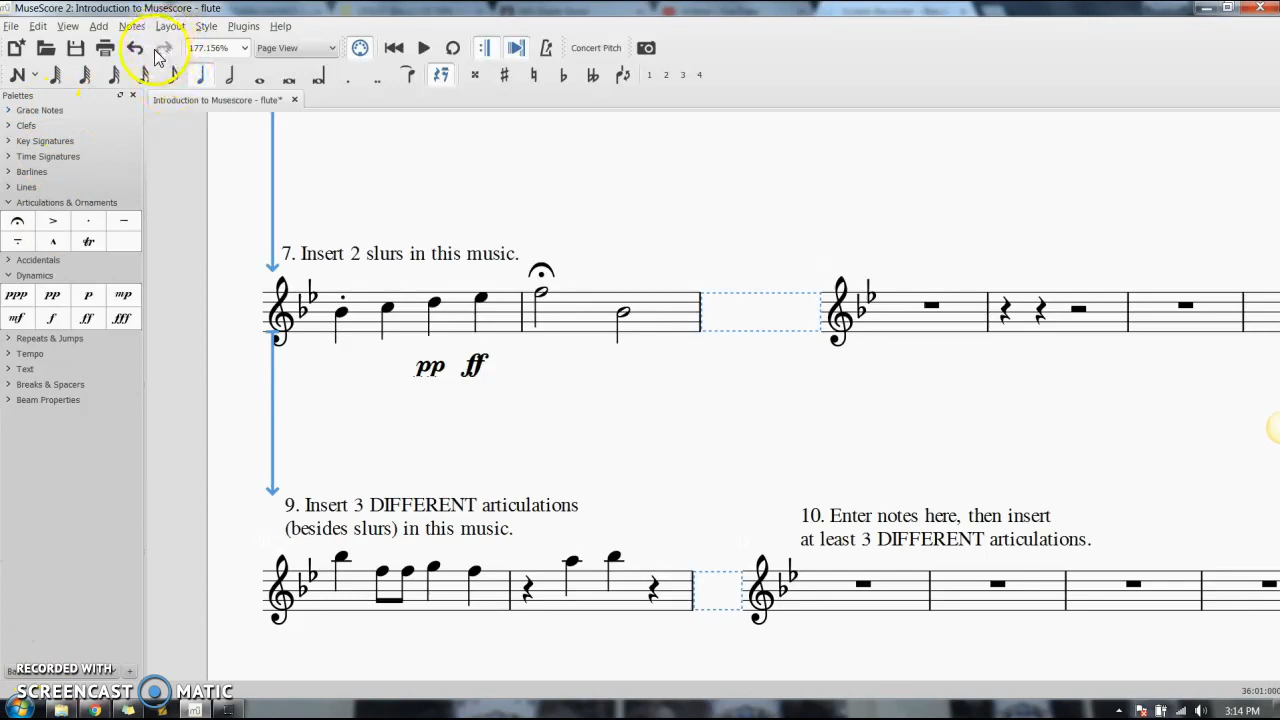 MuseScore 2: Introduction to Musescore - flute
File Edit View Add Notes Layout Style Plugins Help
177.156% Page View Concert Pitch
1 2 3 4
Palettes
Introduction to Musescore - flute*
Grace Notes
Clefs
Key Signatures
Time Signatures
Barlines
Lines
Articulations & Ornaments
tr
Accidentals
Dynamics
ppp pp p mp
mf f ff fff
Repeats & Jumps
Tempo
Text
Breaks & Spacers
Beam Properties
7. Insert 2 slurs in this music.
pp ff
9. Insert 3 DIFFERENT articulations
(besides slurs) in this music.
10. Enter notes here, then insert
at least 3 DIFFERENT articulations.
RECORDED WITH
SCREENCAST MATIC
36:01:000
3:14 PM